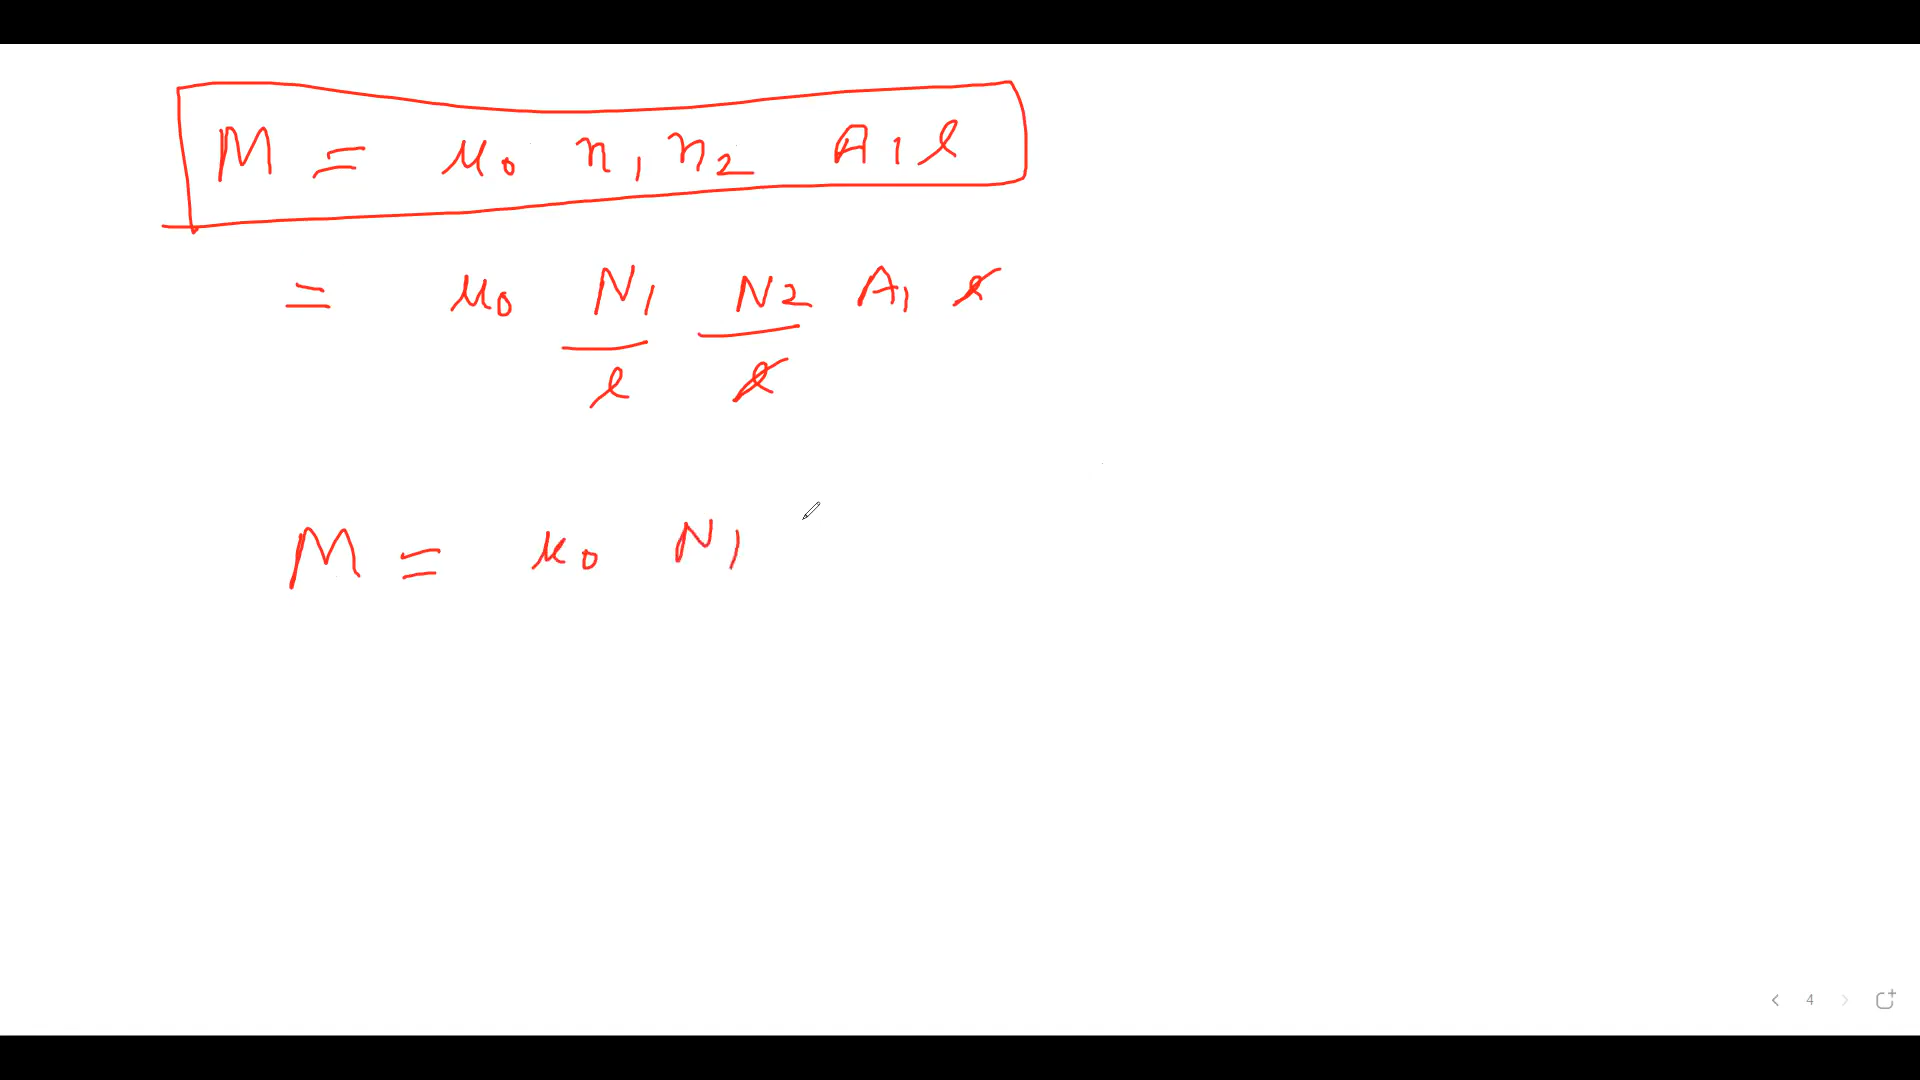 M = μ0 n1 n2 A1 l
= μ0 N1 N2 A1 l
l l
M = μ0 N1
4